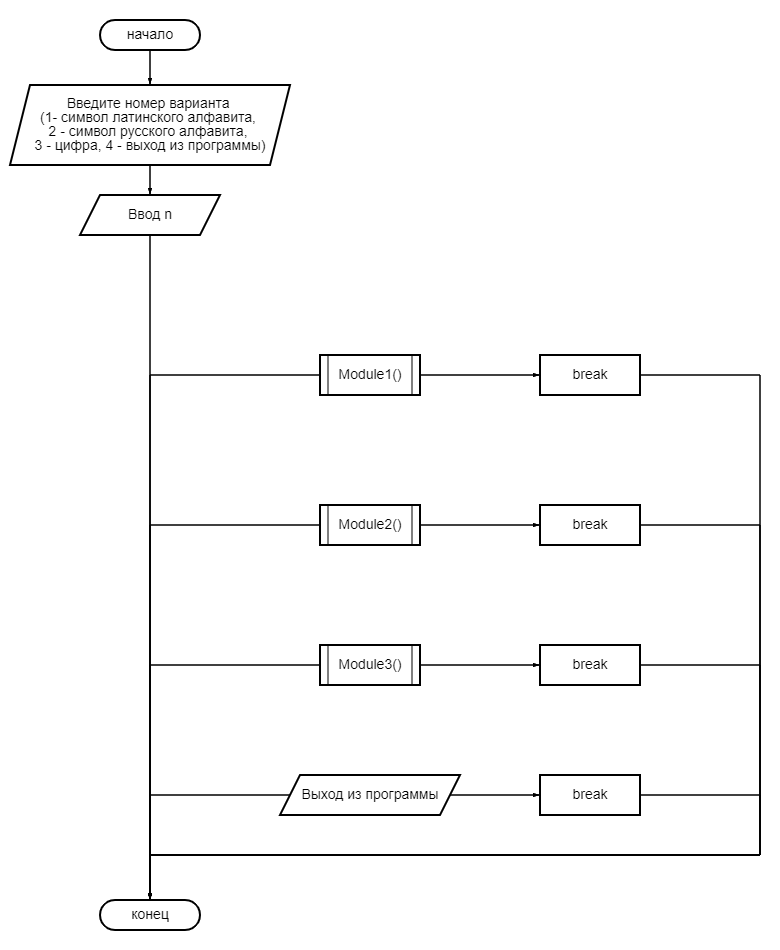 начало
Введите номер варианта
(1- символ латинского алфавита,
2 - символ русского алфавита,
3 - цифра, 4 - выход из программы)
Ввод n
Module1()
break
Module2()
break
Module3()
break
Выход из программы
break
конец